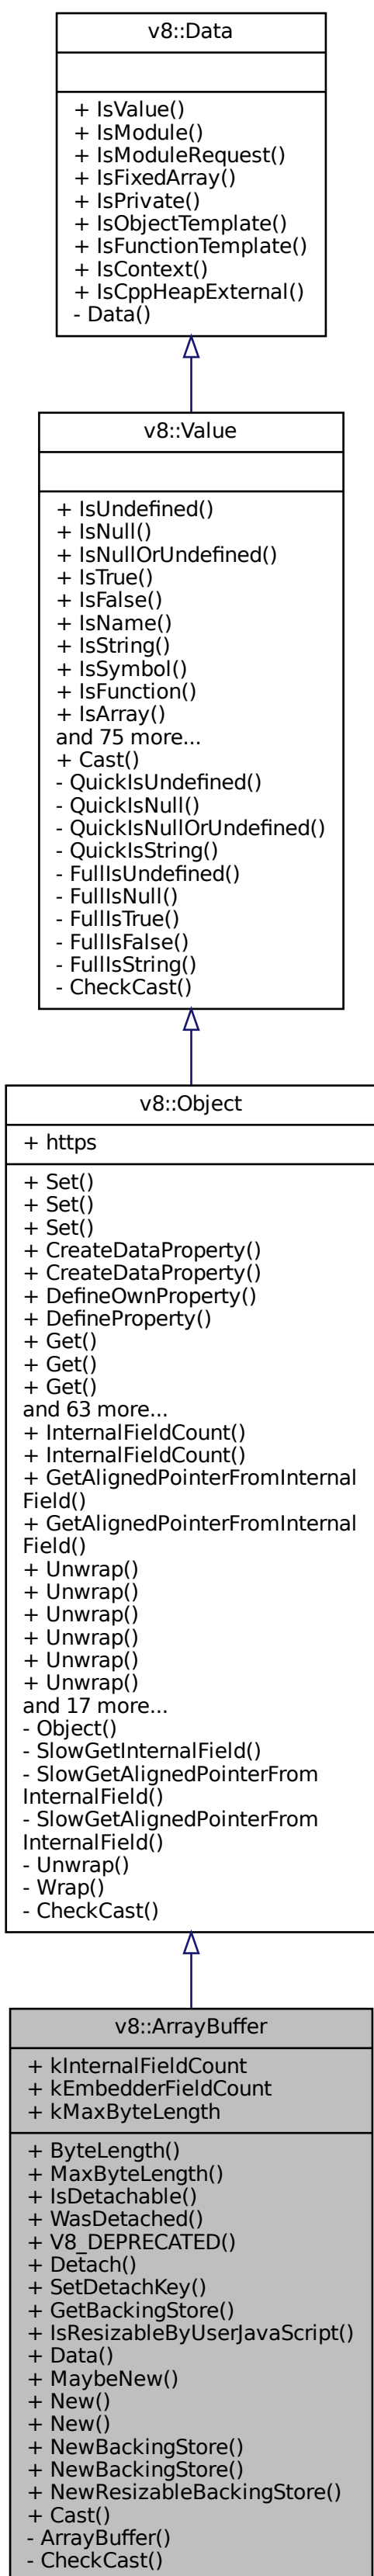 v8::Data
+ IsValue()
+ IsModule()
+ IsModuleRequest()
+ IsFixedArray()
+ IsPrivate()
+ IsObjectTemplate()
+ IsFunctionTemplate()
+ IsContext()
+ IsCppHeapExternal()
- Data()
v8::Value
+ IsUndefined()
+ IsNull()
+ IsNullOrUndefined()
+ IsTrue()
+ IsFalse()
+ IsName()
+ IsString()
+ IsSymbol()
+ IsFunction()
+ IsArray()
and 75 more...
+ Cast()
- QuickIsUndefined()
- QuickIsNull()
- QuickIsNullOrUndefined()
- QuickIsString()
- FullIsUndefined()
- FullIsNull()
- FullIsTrue()
- FullIsFalse()
- FullIsString()
- CheckCast()
v8::Object
+ https
+ Set()
+ Set()
+ Set()
+ CreateDataProperty()
+ CreateDataProperty()
+ DefineOwnProperty()
+ DefineProperty()
+ Get()
+ Get()
+ Get()
and 63 more...
+ InternalFieldCount()
+ InternalFieldCount()
+ GetAlignedPointerFromInternal
Field()
+ GetAlignedPointerFromInternal
Field()
+ Unwrap()
+ Unwrap()
+ Unwrap()
+ Unwrap()
+ Unwrap()
+ Unwrap()
and 17 more...
- Object()
- SlowGetInternalField()
- SlowGetAlignedPointerFrom
InternalField()
- SlowGetAlignedPointerFrom
InternalField()
- Unwrap()
- Wrap()
- CheckCast()
v8::ArrayBuffer
+ kInternalFieldCount
+ kEmbedderFieldCount
+ kMaxByteLength
+ ByteLength()
+ MaxByteLength()
+ IsDetachable()
+ WasDetached()
+ V8_DEPRECATED()
+ Detach()
+ SetDetachKey()
+ GetBackingStore()
+ IsResizableByUserJavaScript()
+ Data()
+ MaybeNew()
+ New()
+ New()
+ NewBackingStore()
+ NewBackingStore()
+ NewResizableBackingStore()
+ Cast()
- ArrayBuffer()
- CheckCast()